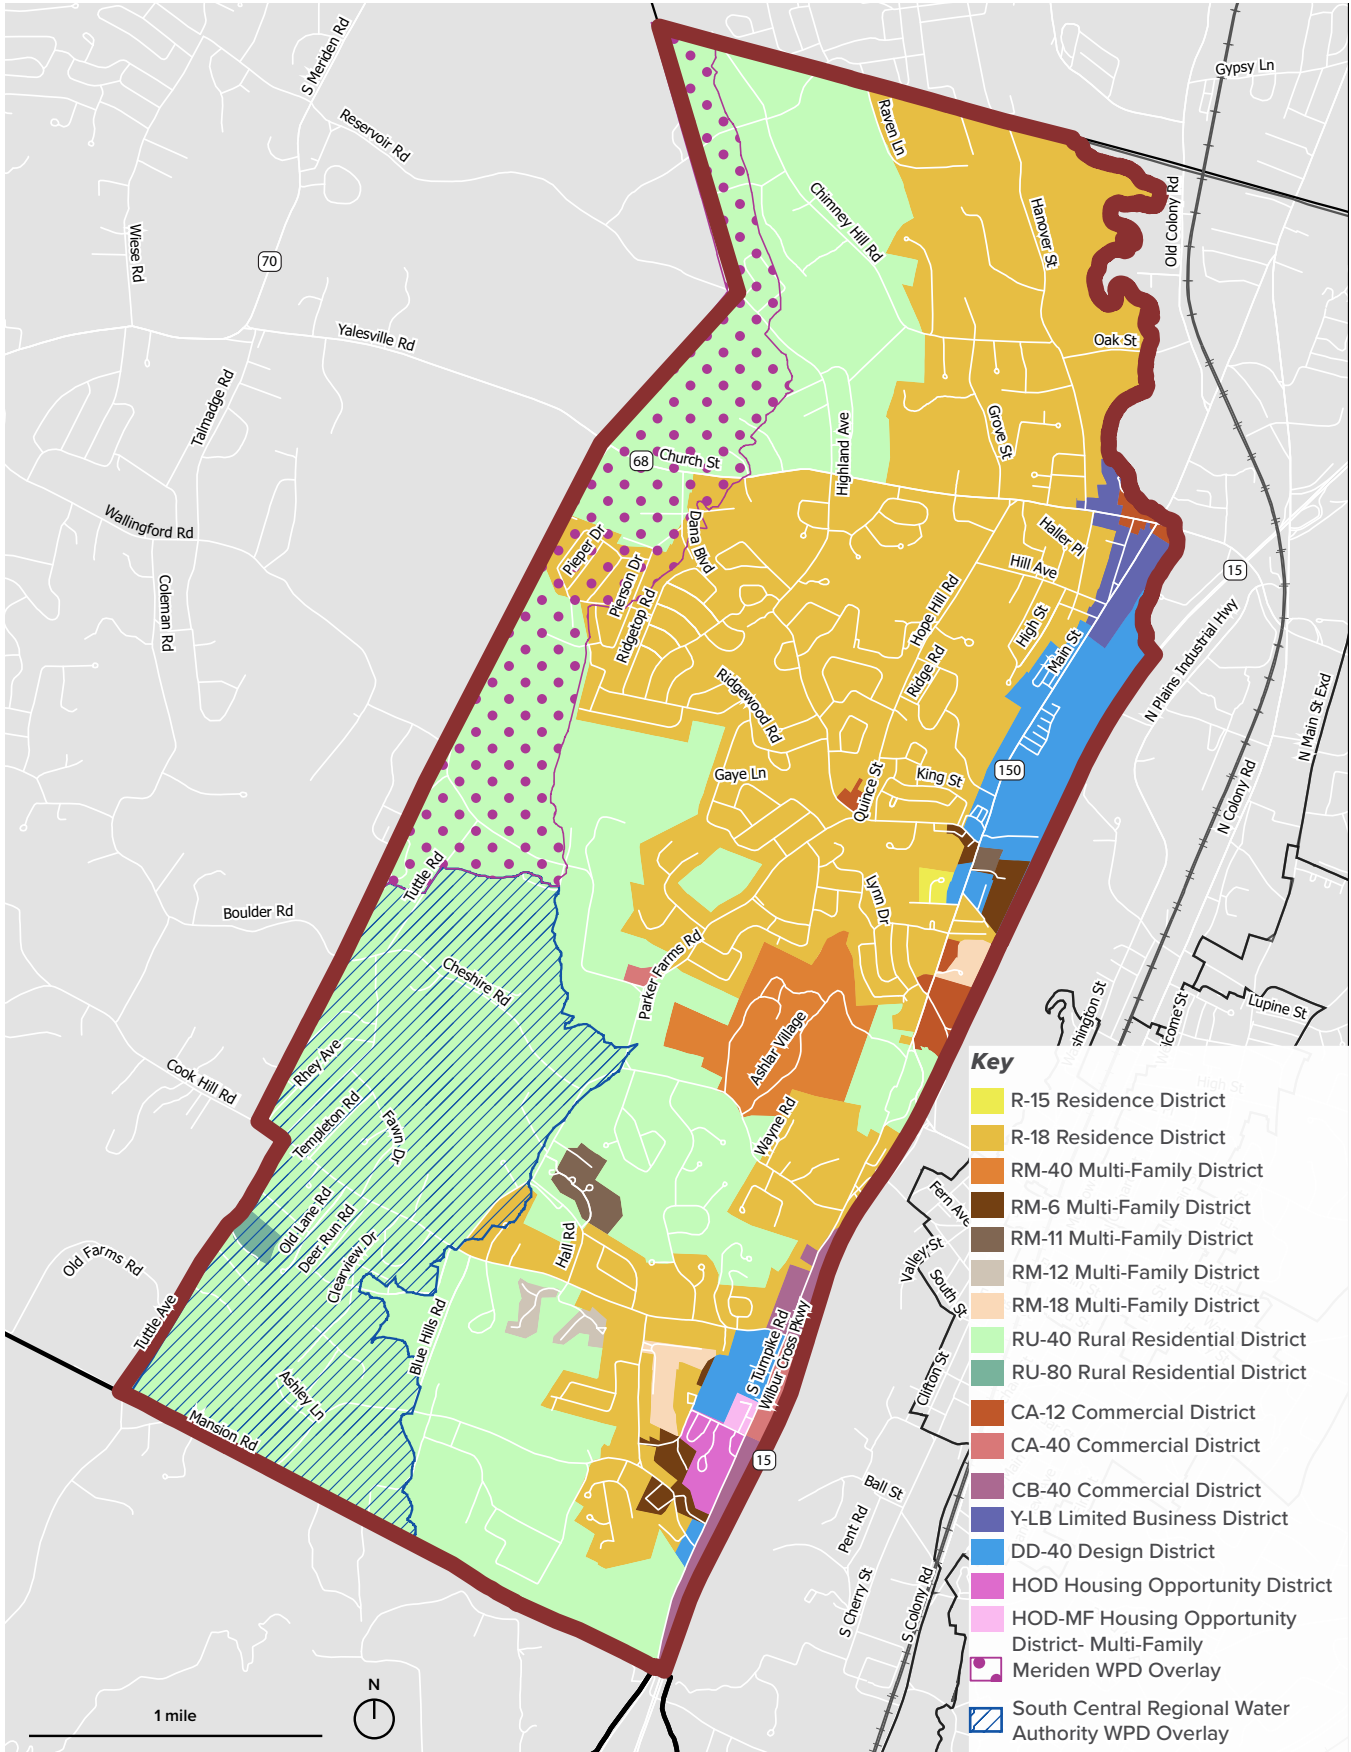 S Meriden Rd
Gypsy Ln
Reservoir Rd
Raven Ln
Chimney Hill Rd
Hanover St
Old Colony Rd
Wiese Rd
70
Yalesville Rd
Oak St
Talmadge Rd
Highland Ave
Grove St
68
Church St
Wallingford Rd
Dana Blvd
Haller Pl
Pieper Dr
Hill Ave
15
Coleman Rd
Pierson Dr
Ridgetop Rd
Hope Hill Rd
High St
Main St
Ridge Rd
N Plains Industrial Hwy
Ridgewood Rd
N Main St Exd
Gaye Ln
Quince St
King St
150
N Colony Rd
Tuttle Rd
Lynn Dr
Boulder Rd
Parker Farms Rd
Cheshire Rd
Lupine St
Ashlar Village
Rhey Ave
Cook Hill Rd
Templeton Rd
Fawn Dr
Wayne Rd
Fern Ave
Old Lane Rd
Deer Run Rd
Clearview Dr
Hall Rd
Valley St
South St
Old Farms Rd
Tuttle Ave
Blue Hills Rd
S Turnpike Rd
Wilbur Cross Pkwy
Clifton St
Ashley Ln
Mansion Rd
15
Ball St
Pent Rd
S Cherry St
S Colony Rd
Key
R-15 Residence District
R-18 Residence District
RM-40 Multi-Family District
RM-6 Multi-Family District
RM-11 Multi-Family District
RM-12 Multi-Family District
RM-18 Multi-Family District
RU-40 Rural Residential District
RU-80 Rural Residential District
CA-12 Commercial District
CA-40 Commercial District
CB-40 Commercial District
Y-LB Limited Business District
DD-40 Design District
HOD Housing Opportunity District
HOD-MF Housing Opportunity
District- Multi-Family
Meriden WPD Overlay
South Central Regional Water
Authority WPD Overlay
N
1 mile